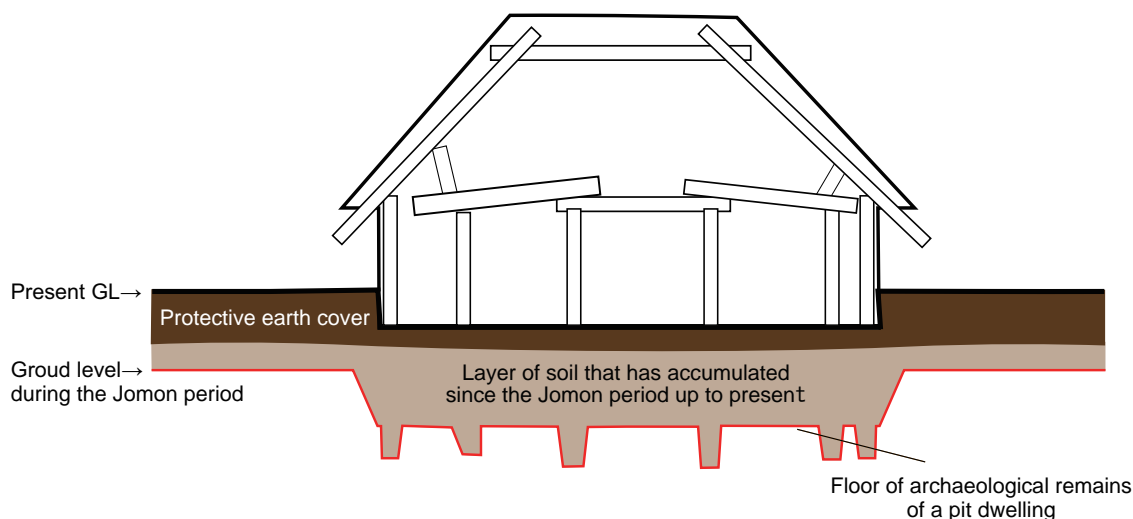 Present GL→
Protective earth cover
Groud level→
during the Jomon period
Layer of soil that has accumulated
since the Jomon period up to present
Floor of archaeological remains
of a pit dwelling